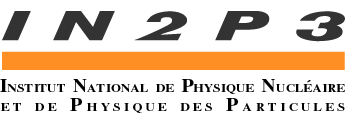 IN2P3
INSTITUT NATIONAL DE PHYSIQUE NUCLÉAIRE
ET DE PHYSIQUE DES PARTICULES